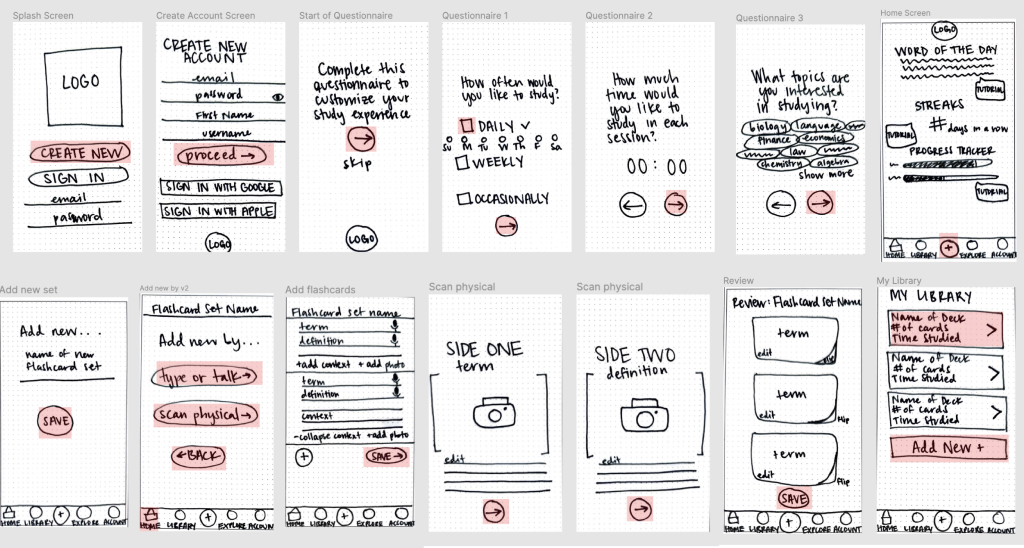 Splash Screen
LOGO
CREATE NEW
SIGN IN
email
password
Create Account Screen
CREATE NEW
ACCOUNT
email
password
First Name
username
proceed →
SIGN IN WITH GOOGLE
SIGN IN WITH APPLE
LOGO
Start of Questionnaire
Complete this
questionnaire to
customize your
study experience
→
skip
LOGO
Questionnaire 1
How often would
you like to study?
DAILY ✓
SU M TU W TH F SA
WEEKLY
OCCASIONALLY
→
Questionnaire 2
How much
time would
you like to
study in each
session?
00:00
← →
Questionnaire 3
What topics are
you interested
in studying?
biology language
finance economics
law
chemistry algebra
show more
← →
Home Screen
LOGO
WORD OF THE DAY
TUTORIAL
STREAKS
# days in a row
TUTORIAL
PROGRESS TRACKER
TUTORIAL
HOME LIBRARY + EXPLORE ACCOUNT
Add new set
Add new...
name of new
flashcard set
SAVE
HOME LIBRARY + EXPLORE ACCOUNT
Add new by v2
Flashcard Set Name
Add new by...
type or talk→
scan physical→
←BACK
HOME LIBRARY + EXPLORE ACCOUN
Add flashcards
Flashcard set name
term
definition
+add context +add photo
term
definition
context
-collapse context +add photo
+ SAVE→
HOME LIBRARY + EXPLORE ACCOUNT
Scan physical
SIDE ONE
term
edit
→
Scan physical
SIDE TWO
definition
edit
→
Review
Review: Flashcard Set Name
term
edit flip
term
edit flip
term
edit flip
SAVE
HOME LIBRARY + EXPLORE ACCOUNT
My Library
MY LIBRARY
Name of Deck
# of cards >
Time Studied
Name of Deck
# of cards >
Time Studied
Name of Deck
# of cards >
Time Studied
Add New +
HOME LIBRARY + EXPLORE ACCOUNT